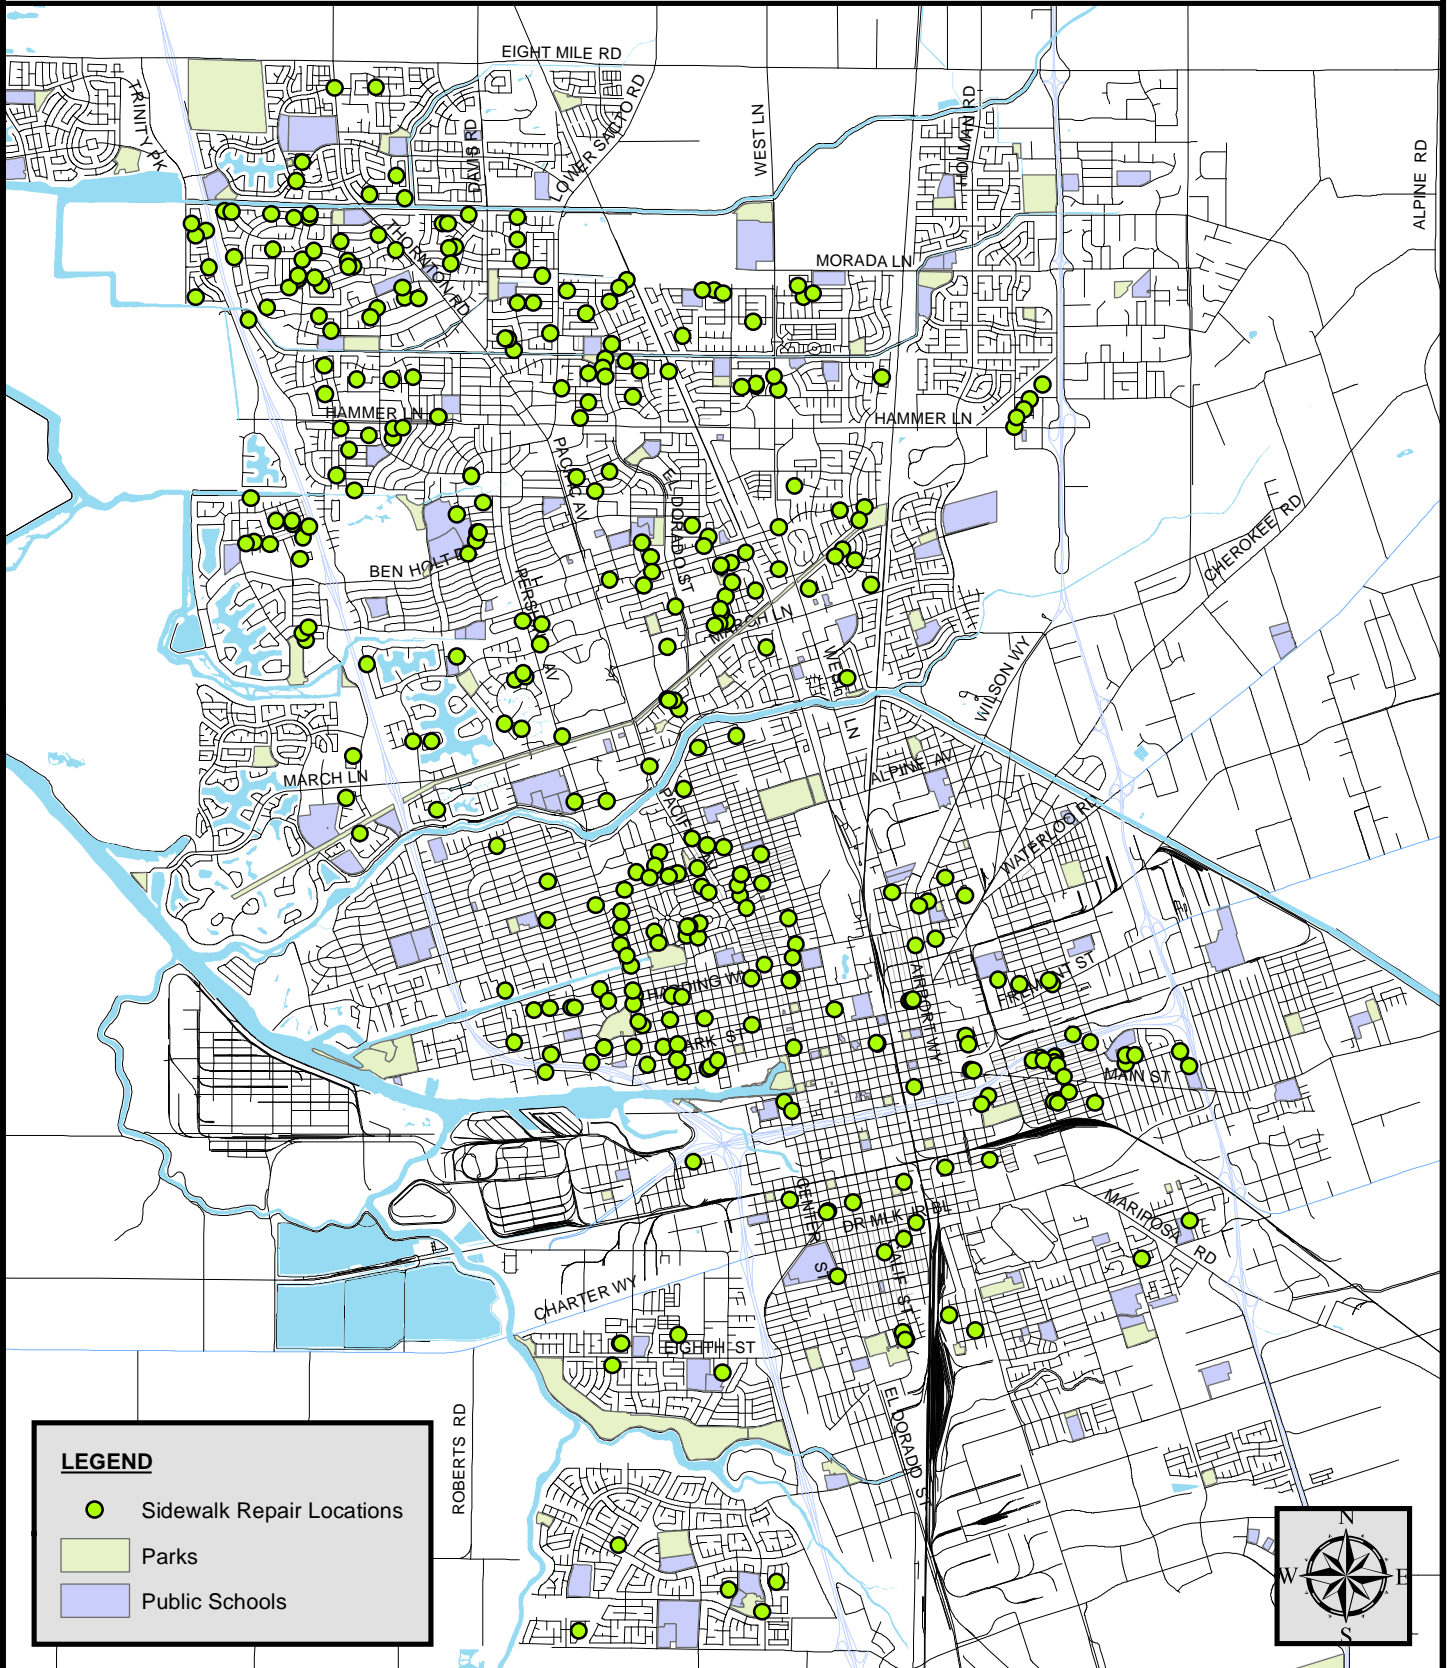 EIGHT MILE RD
TRINITY PK
DAVIS RD
LOWER SACTO RD
WEST LN
HOLMAN RD
ALPINE RD
THORNTON RD
MORADA LN
HAMMER LN
HAMMER LN
PACIFIC AV
EL DORADO ST
CHEROKEE RD
BEN HOLT
PERSHI
AV
MARCH LN
WEST
LN
WILSON WY
MARCH LN
ALPINE AV
PACIFIC
WATERLOO RD
HARDING WY
AIRPORT WY
FREMONT ST
PARK ST
MAIN ST
CENTER
ST
DR MLK JR BL
MARIPOSA RD
CALIF ST
CHARTER WY
EIGHTH ST
EL DORADO ST
ROBERTS RD
LEGEND
Sidewalk Repair Locations
Parks
Public Schools
N
W
E
S